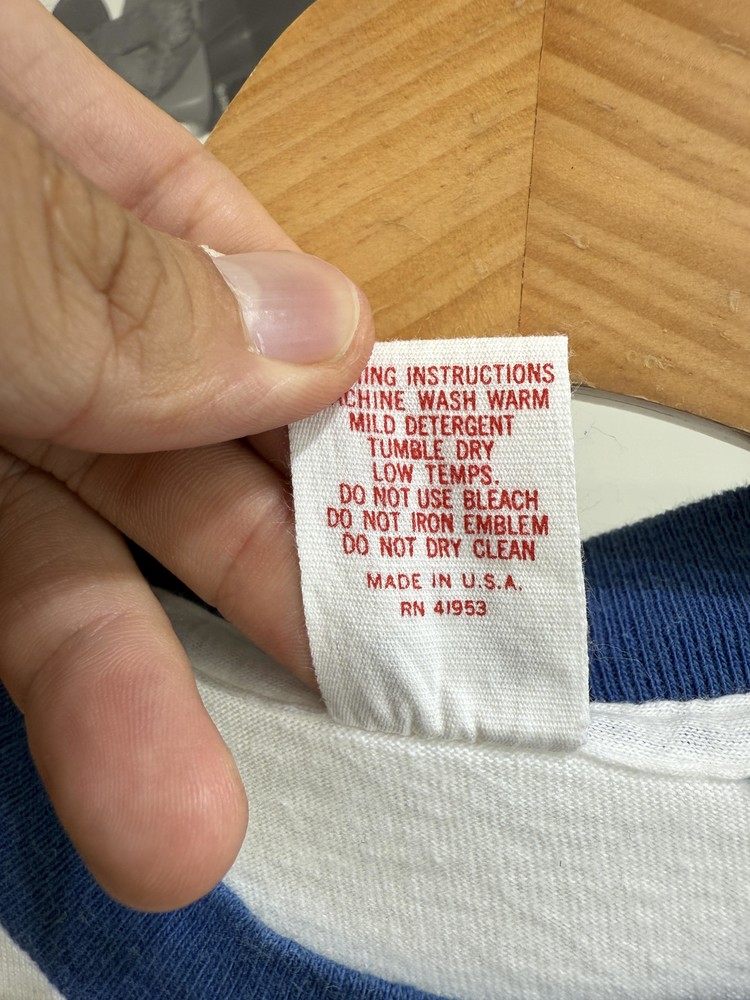 ING INSTRUCTIONS
CHINE WASH WARM
MILD DETERGENT
TUMBLE DRY
LOW TEMPS.
DO NOT USE BLEACH
DO NOT IRON EMBLEM
DO NOT DRY CLEAN
MADE IN U.S.A.
RN 41953